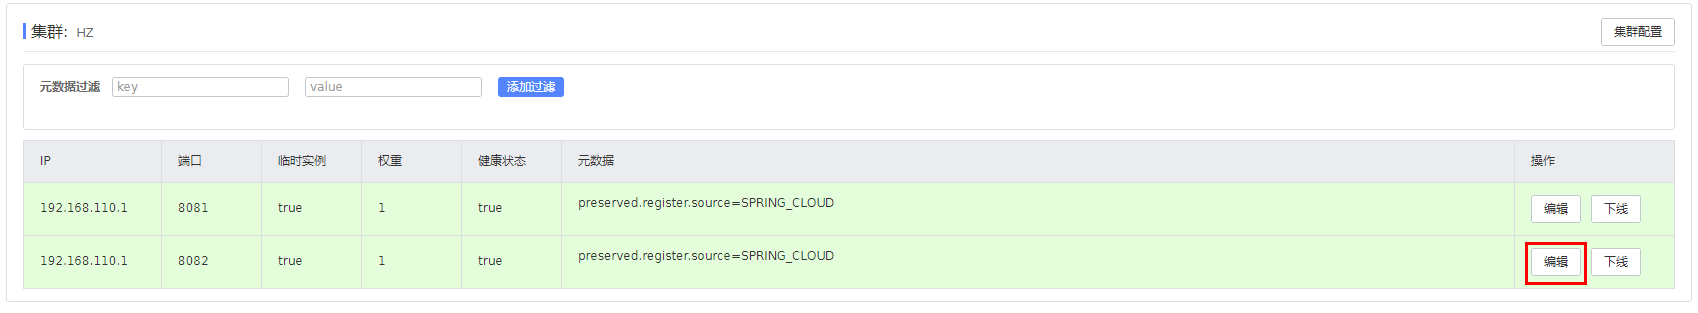 集群: HZ 集群配置
元数据过滤 key value 添加过滤
IP 端口 临时实例 权重 健康状态 元数据 操作
192.168.110.1 8081 true 1 true preserved.register.source=SPRING_CLOUD 编辑 下线
192.168.110.1 8082 true 1 true preserved.register.source=SPRING_CLOUD 编辑 下线